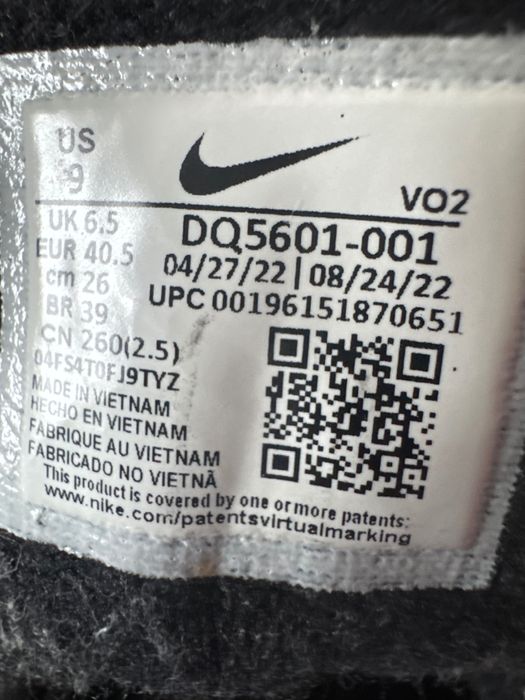 US
9
VO2
UK 6.5
DQ5601-001
EUR 40.5
04/27/22 | 08/24/22
cm 26
UPC 00196151870651
BR 39
CN 260(2.5)
04FS4T0FJ9TYZ
MADE IN VIETNAM
HECHO EN VIETNAM
FABRIQUE AU VIETNAM
FABRICADO NO VIETNÃ
This product is covered by one or more patents:
www.nike.com/patentsvirtualmarking